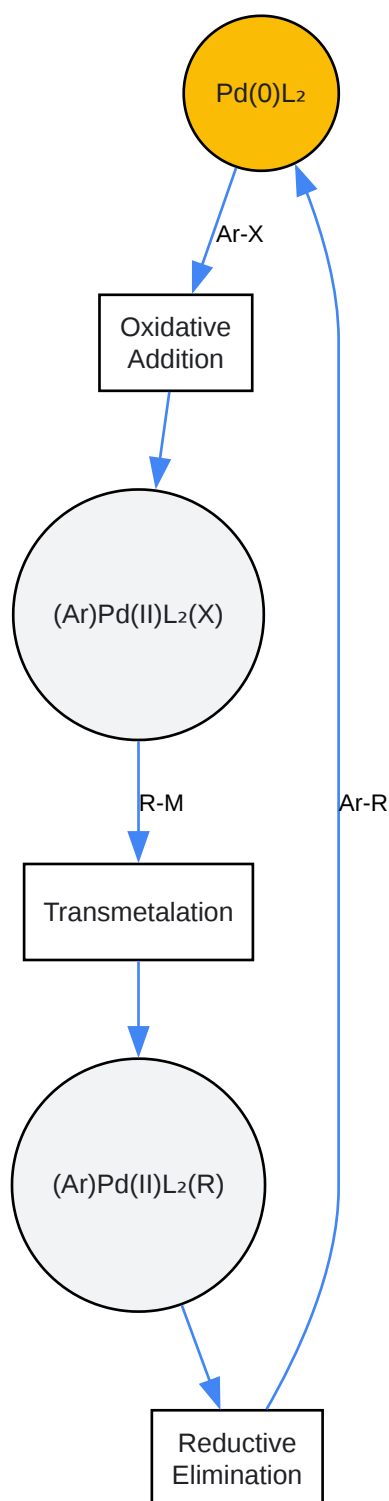 Pd(0)L₂
Ar-X
Oxidative
Addition
(Ar)Pd(II)L₂(X)
R-M
Ar-R
Transmetalation
(Ar)Pd(II)L₂(R)
Reductive
Elimination